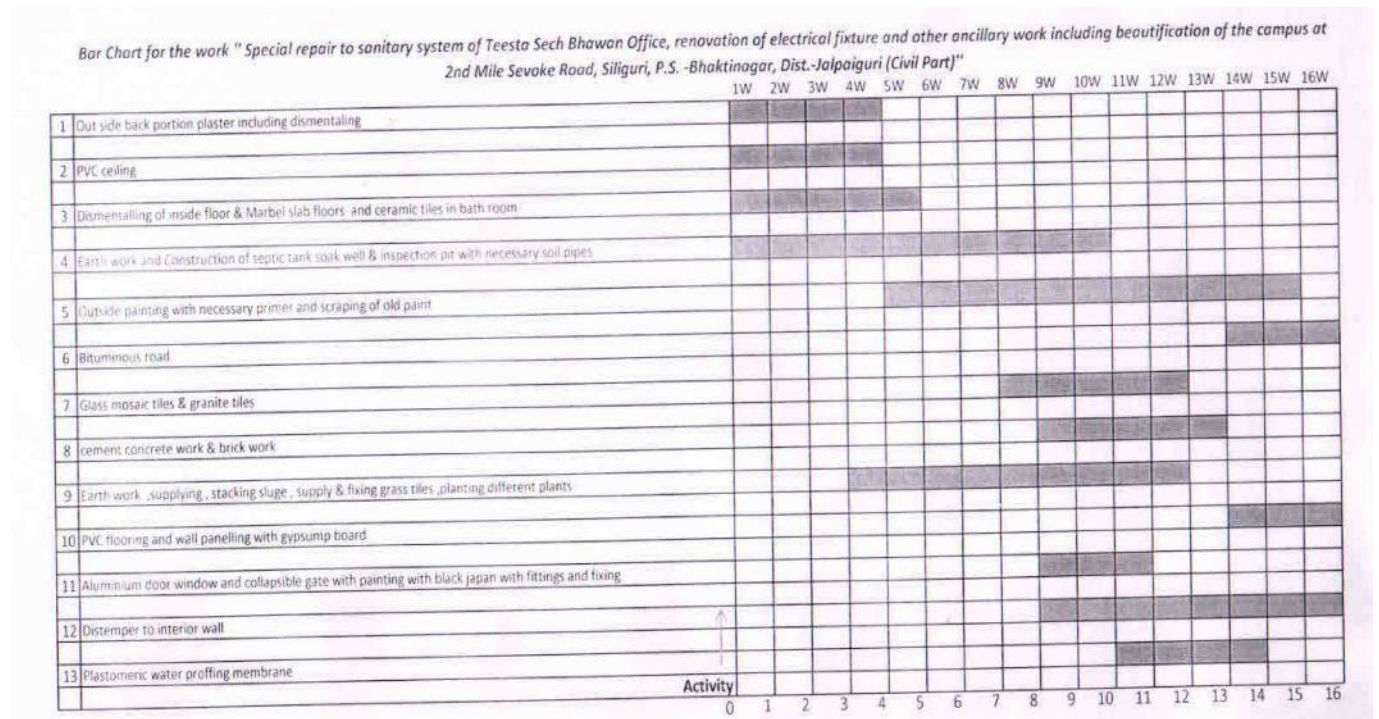 Bar Chart for the work " Special repair to sanitary system of Teesta Sech Bhawan Office, renovation of electrical fixture and other ancillary work including beautification of the campus at
2nd Mile Sevoke Road, Siliguri, P.S. -Bhaktinagar, Dist.-Jalpaiguri (Civil Part)"
1W 2W 3W 4W 5W 6W 7W 8W 9W 10W 11W 12W 13W 14W 15W 16W
1 Out side back portion plaster including dismentaling
2 PVC ceiling
3 Dismentalling of inside floor & Marbel slab floors and ceramic tiles in bath room
4 Earth work and Construction of septic tank soak well & inspection pit with necessary soil pipes
5 Outside painting with necessary primer and scraping of old paint
6 Bituminous road
7 Glass mosaic tiles & granite tiles
8 cement concrete work & brick work
9 Earth work ,supplying , stacking sluge , supply & fixing grass tiles ,planting different plants
10 PVC flooring and wall panelling with gypsump board
11 Aluminium door window and collapsible gate with painting with black japan with fittings and fixing
12 Distemper to interior wall
13 Plastomeric water proffing membrane
Activity
0 1 2 3 4 5 6 7 8 9 10 11 12 13 14 15 16